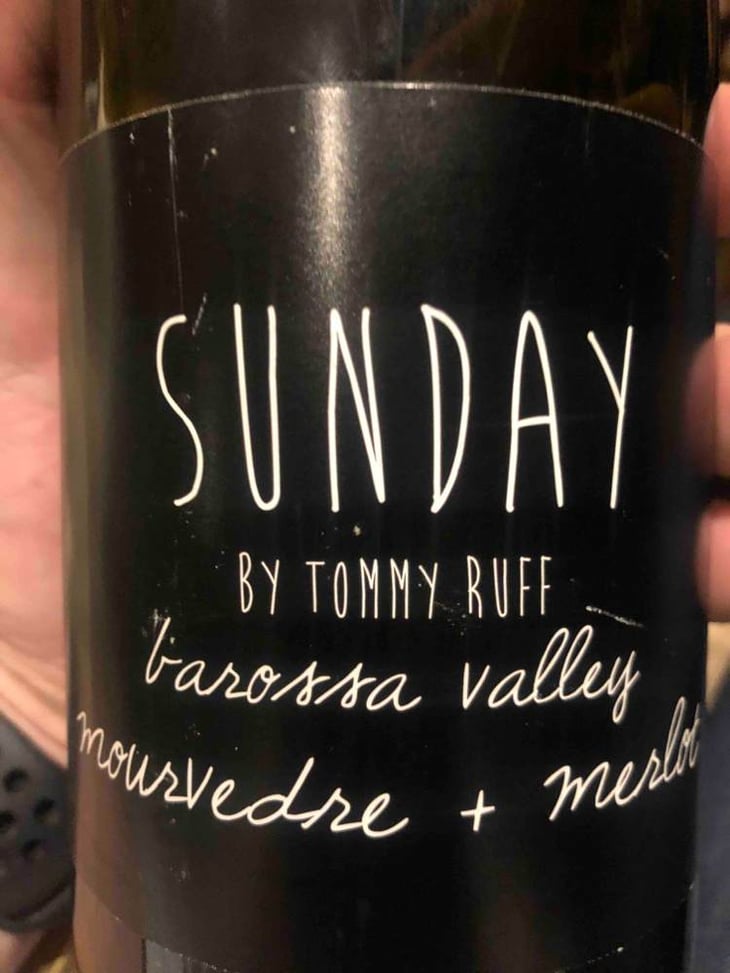 SUNDAY
BY TOMMY RUFF
barossa valley
mourvedre + merlot